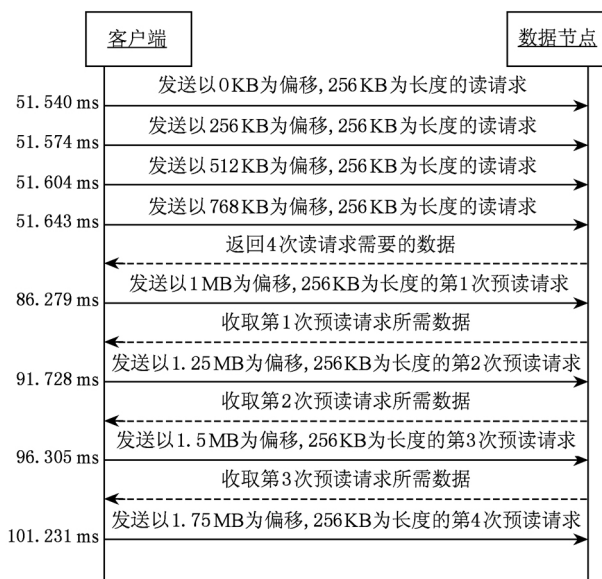 客户端
数据节点
发送以0KB为偏移,256KB为长度的读请求
51.540 ms
发送以256KB为偏移,256KB为长度的读请求
51.574 ms
发送以512KB为偏移,256KB为长度的读请求
51.604 ms
发送以768KB为偏移,256KB为长度的读请求
51.643 ms
返回4次读请求需要的数据
发送以1MB为偏移,256KB为长度的第1次预读请求
86.279 ms
收取第1次预读请求所需数据
发送以1.25MB为偏移,256KB为长度的第2次预读请求
91.728 ms
收取第2次预读请求所需数据
发送以1.5MB为偏移,256KB为长度的第3次预读请求
96.305 ms
收取第3次预读请求所需数据
发送以1.75MB为偏移,256KB为长度的第4次预读请求
101.231 ms